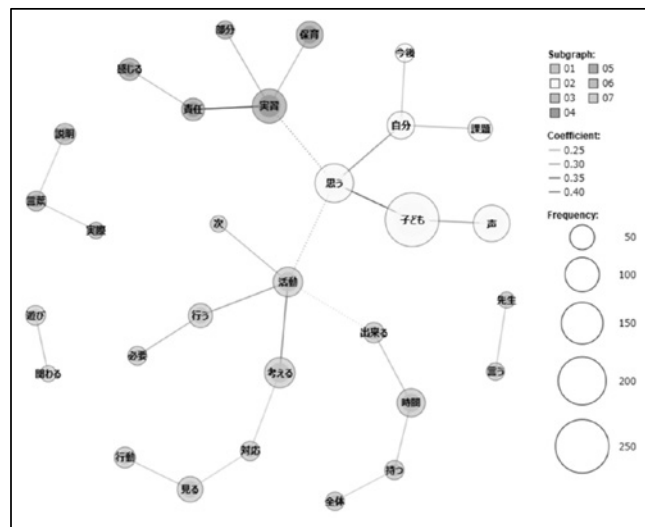 部分
保育
感じる
実習
責任
今後
自分
課題
思う
子ども
声
説明
言葉
実際
次
活動
行う
必要
遊び
関わる
出来る
先生
言う
考える
時間
対応
行動
見る
持つ
全体
Subgraph:
01 05
02 06
03 07
04
Coefficient:
0.25
0.30
0.35
0.40
Frequency:
50
100
150
200
250